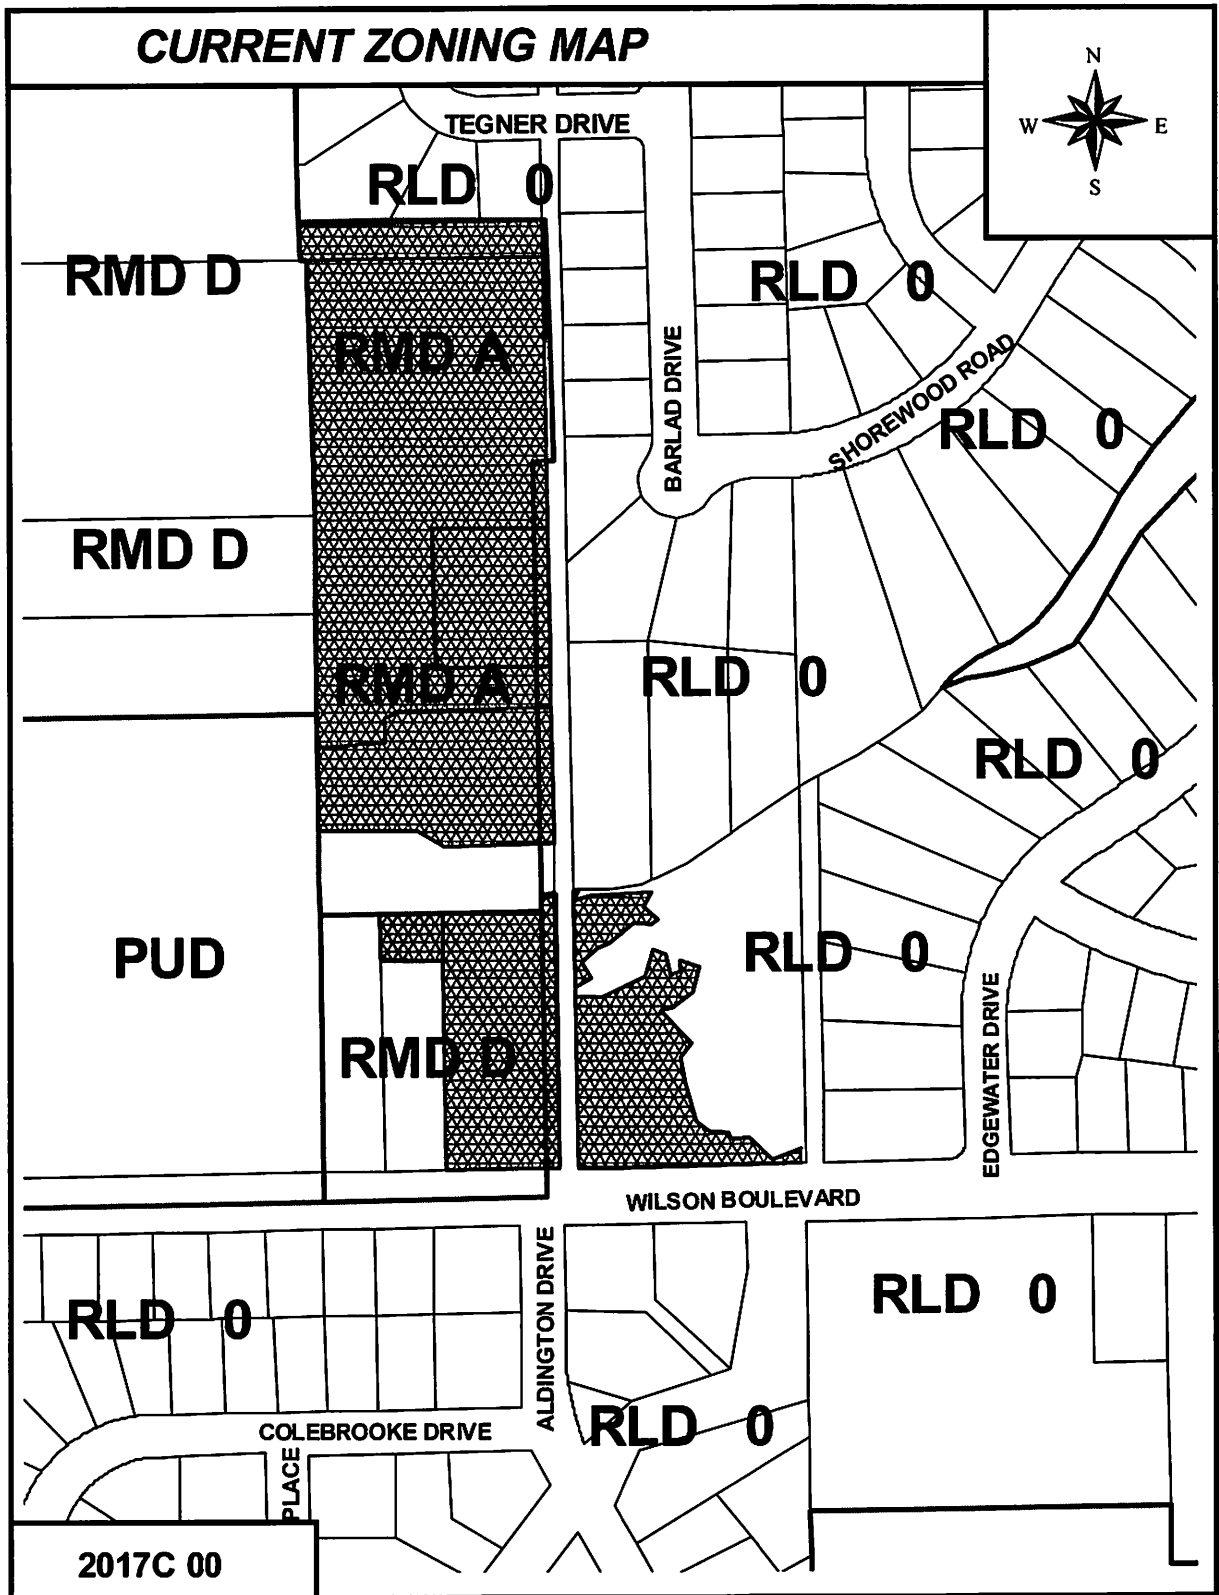 CURRENT ZONING MAP
N
W E
S
TEGNER DRIVE
RLD 0
RMD D
RLD 0
RMD A
BARLAD DRIVE
SHOREWOOD ROAD
RLD 0
RMD D
RMD A
RLD 0
RLD 0
PUD
RLD 0
RMD D
EDGEWATER DRIVE
WILSON BOULEVARD
ALDINGTON DRIVE
RLD 0
RLD 0
RLD 0
COLEBROOKE DRIVE
PLACE
2017C 00